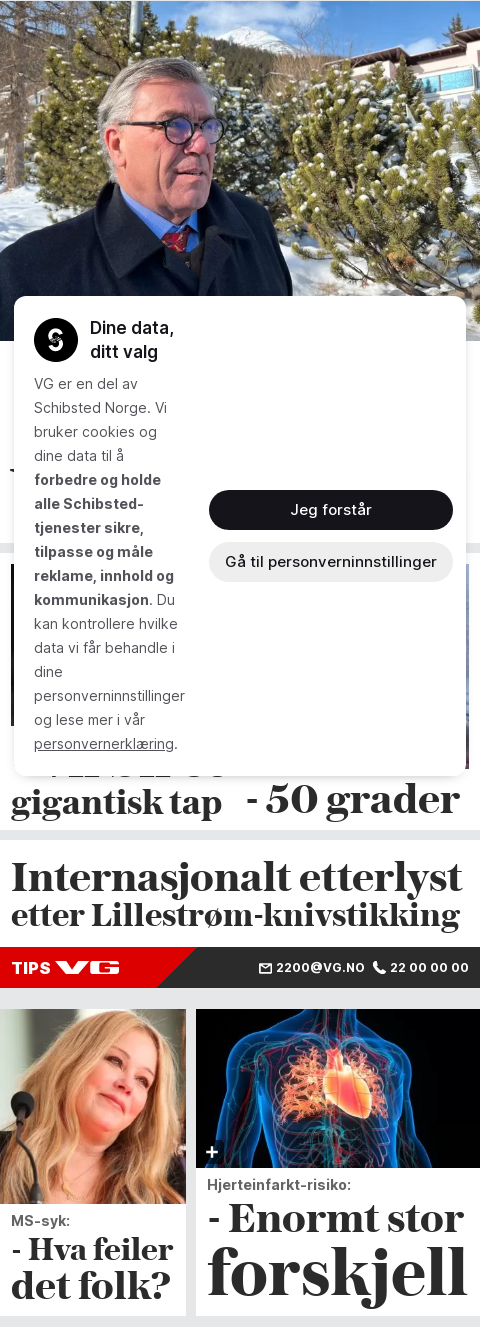 Dine data,
ditt valg
VG er en del av
Schibsted Norge. Vi
bruker cookies og
dine data til å
forbedre og holde
alle Schibsted-
tjenester sikre,
tilpasse og måle
reklame, innhold og
kommunikasjon. Du
kan kontrollere hvilke
data vi får behandle i
dine
personverninnstillinger
og lese mer i vår
personvernerklæring.
Jeg forstår
Gå til personverninnstillinger
gigantisk tap
- 50 grader
Internasjonalt etterlyst
etter Lillestrøm-knivstikking
TIPS VG
2200@VG.NO 22 00 00 00
MS-syk:
- Hva feiler
det folk?
Hjerteinfarkt-risiko:
- Enormt stor
forskjell